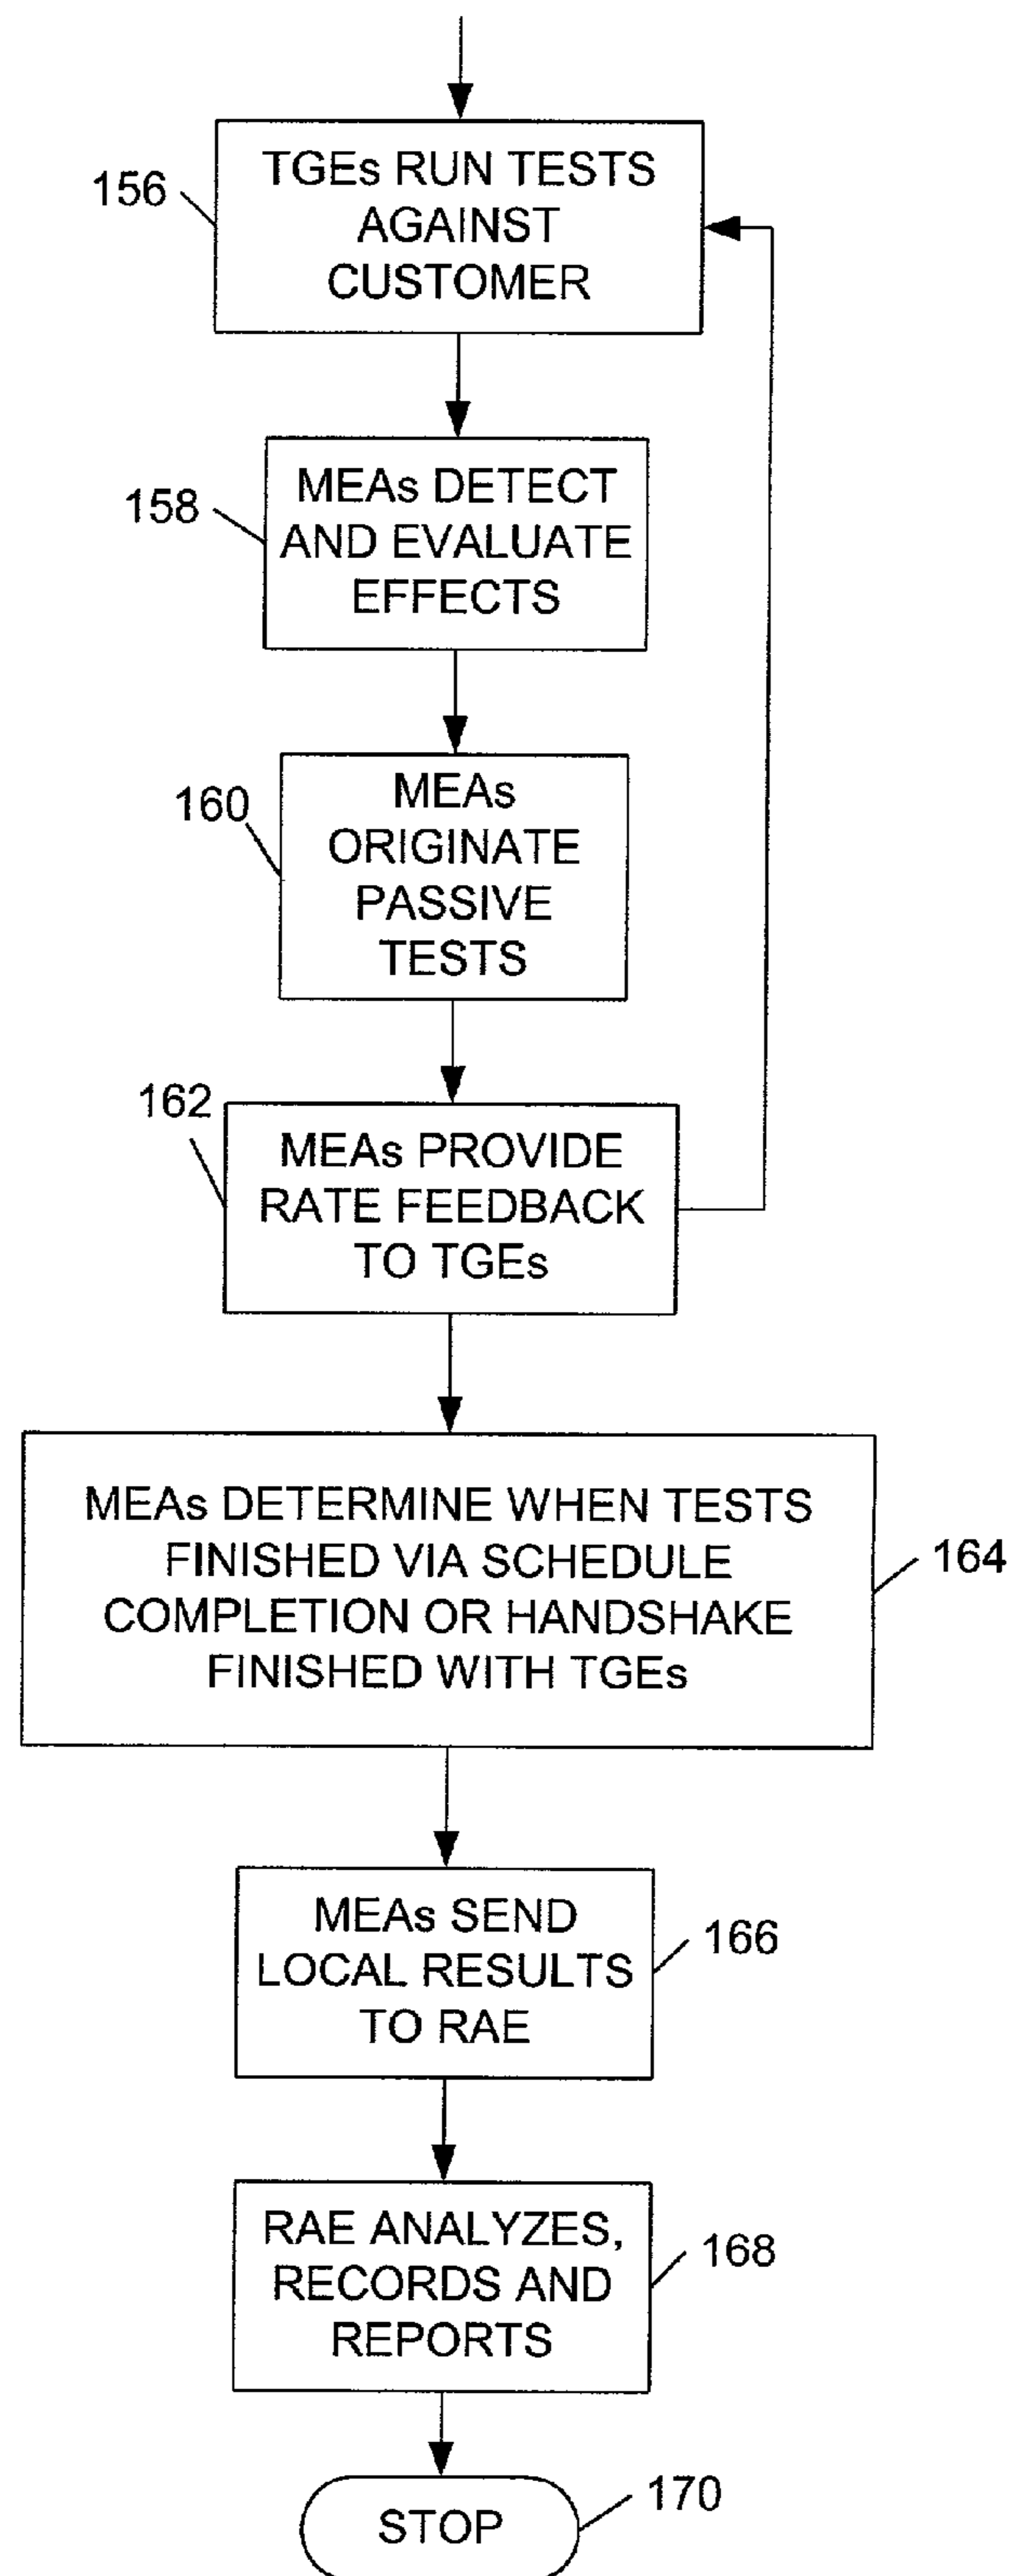 156
TGEs RUN TESTS
AGAINST
CUSTOMER
158
MEAs DETECT
AND EVALUATE
EFFECTS
160
MEAs
ORIGINATE
PASSIVE
TESTS
162
MEAs PROVIDE
RATE FEEDBACK
TO TGEs
MEAs DETERMINE WHEN TESTS
FINISHED VIA SCHEDULE
COMPLETION OR HANDSHAKE
FINISHED WITH TGEs
164
MEAs SEND
LOCAL RESULTS
TO RAE
166
RAE ANALYZES,
RECORDS AND
REPORTS
168
STOP
170